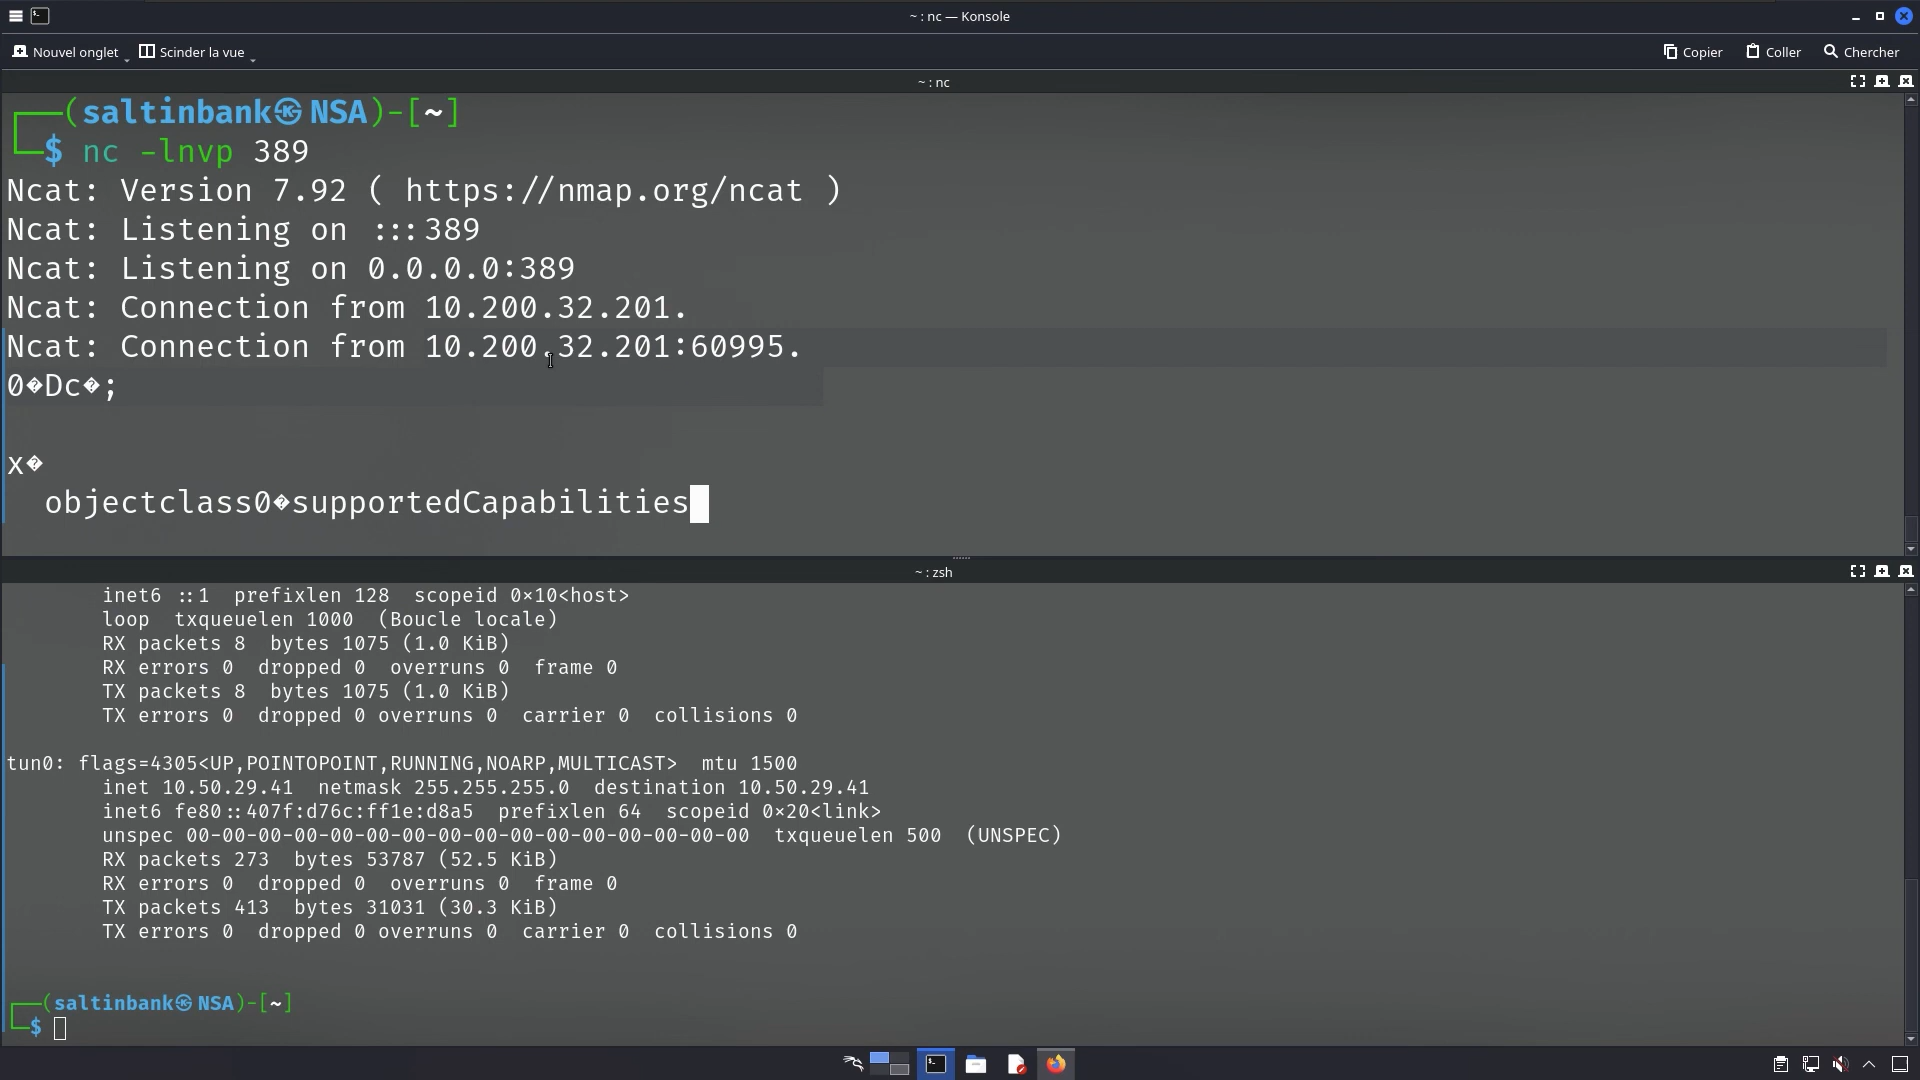 ~ : nc — Konsole
Nouvel onglet
Scinder la vue
Copier
Coller
Chercher
~ : nc
(saltinbank㉿NSA)-[~]
$ nc -lnvp 389
Ncat: Version 7.92 ( https://nmap.org/ncat )
Ncat: Listening on :::389
Ncat: Listening on 0.0.0.0:389
Ncat: Connection from 10.200.32.201.
Ncat: Connection from 10.200.32.201:60995.
0�Dc�;
x�
objectclass0�supportedCapabilities
~ : zsh
inet6 ::1 prefixlen 128 scopeid 0×10<host>
loop txqueuelen 1000 (Boucle locale)
RX packets 8 bytes 1075 (1.0 KiB)
RX errors 0 dropped 0 overruns 0 frame 0
TX packets 8 bytes 1075 (1.0 KiB)
TX errors 0 dropped 0 overruns 0 carrier 0 collisions 0
tun0: flags=4305<UP,POINTOPOINT,RUNNING,NOARP,MULTICAST> mtu 1500
inet 10.50.29.41 netmask 255.255.255.0 destination 10.50.29.41
inet6 fe80::407f:d76c:ff1e:d8a5 prefixlen 64 scopeid 0×20<link>
unspec 00-00-00-00-00-00-00-00-00-00-00-00-00-00-00-00 txqueuelen 500 (UNSPEC)
RX packets 273 bytes 53787 (52.5 KiB)
RX errors 0 dropped 0 overruns 0 frame 0
TX packets 413 bytes 31031 (30.3 KiB)
TX errors 0 dropped 0 overruns 0 carrier 0 collisions 0
(saltinbank㉿NSA)-[~]
$